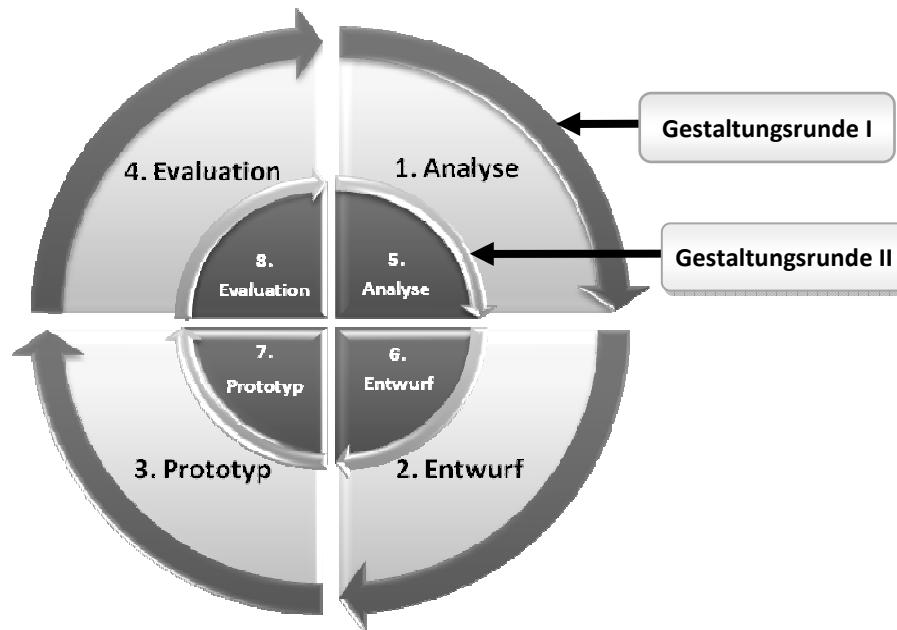 4. Evaluation
1. Analyse
Gestaltungsrunde I
Gestaltungsrunde II
8.
Evaluation
5.
Analyse
7.
Prototyp
6.
Entwurf
3. Prototyp
2. Entwurf